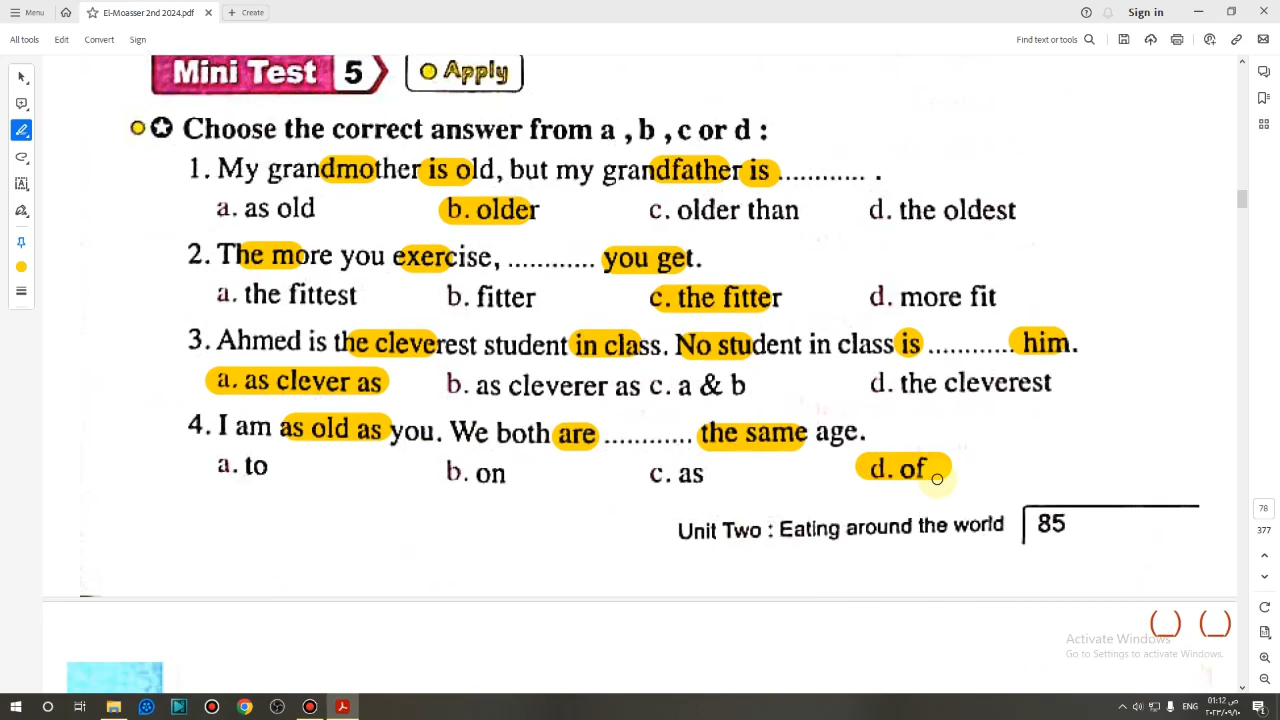 Menu
El-Moasser 2nd 2024.pdf
Create
Sign in
All tools Edit Convert Sign
Find text or tools
Mini Test 5 Apply
Choose the correct answer from a , b , c or d :
1. My grandmother is old, but my grandfather is ............ .
a. as old b. older c. older than d. the oldest
2. The more you exercise, ............ you get.
a. the fittest b. fitter c. the fitter d. more fit
3. Ahmed is the cleverest student in class. No student in class is ............ him.
a. as clever as b. as cleverer as c. a & b d. the cleverest
4. I am as old as you. We both are ............ the same age.
a. to b. on c. as d. of
Unit Two : Eating around the world 85
78
377
(_) (_)
Activate Windows
Go to Settings to activate Windows.
ENG
01:12 ص